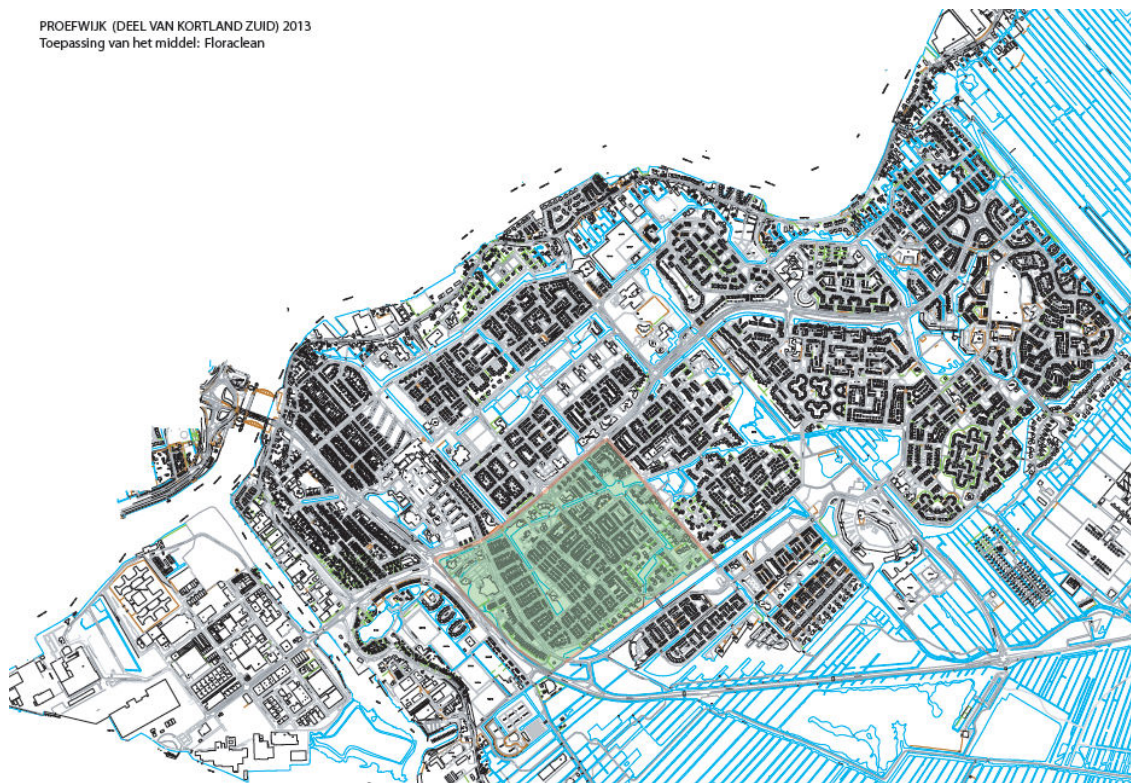 PROEFWIJK (DEEL VAN KORTLAND ZUID) 2013
Toepassing van het middel: Floraclean